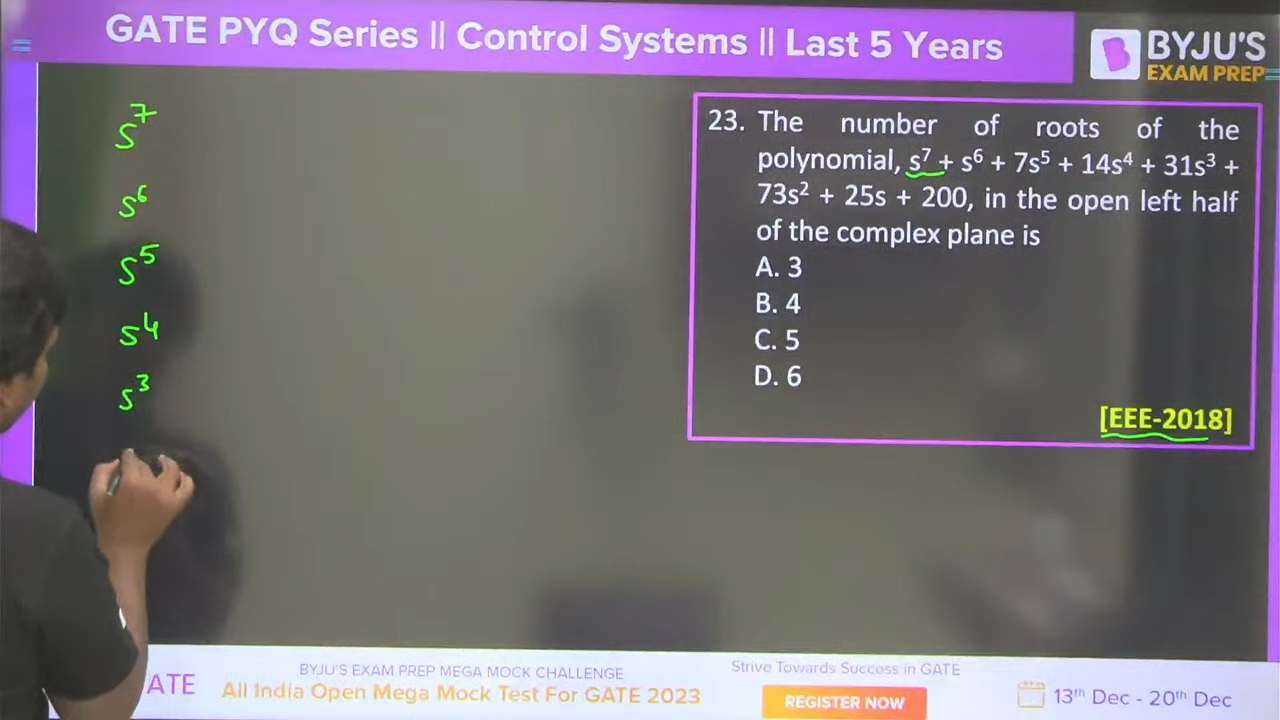 GATE PYQ Series || Control Systems || Last 5 Years
BYJU'S
EXAM PREP
s⁷
s⁶
s⁵
s⁴
s³
23. The number of roots of the
polynomial, s⁷ + s⁶ + 7s⁵ + 14s⁴ + 31s³ +
73s² + 25s + 200, in the open left half
of the complex plane is
A. 3
B. 4
C. 5
D. 6
[EEE-2018]
ATE
BYJU'S EXAM PREP MEGA MOCK CHALLENGE
All India Open Mega Mock Test For GATE 2023
Strive Towards Success in GATE
REGISTER NOW
13th Dec - 20th Dec